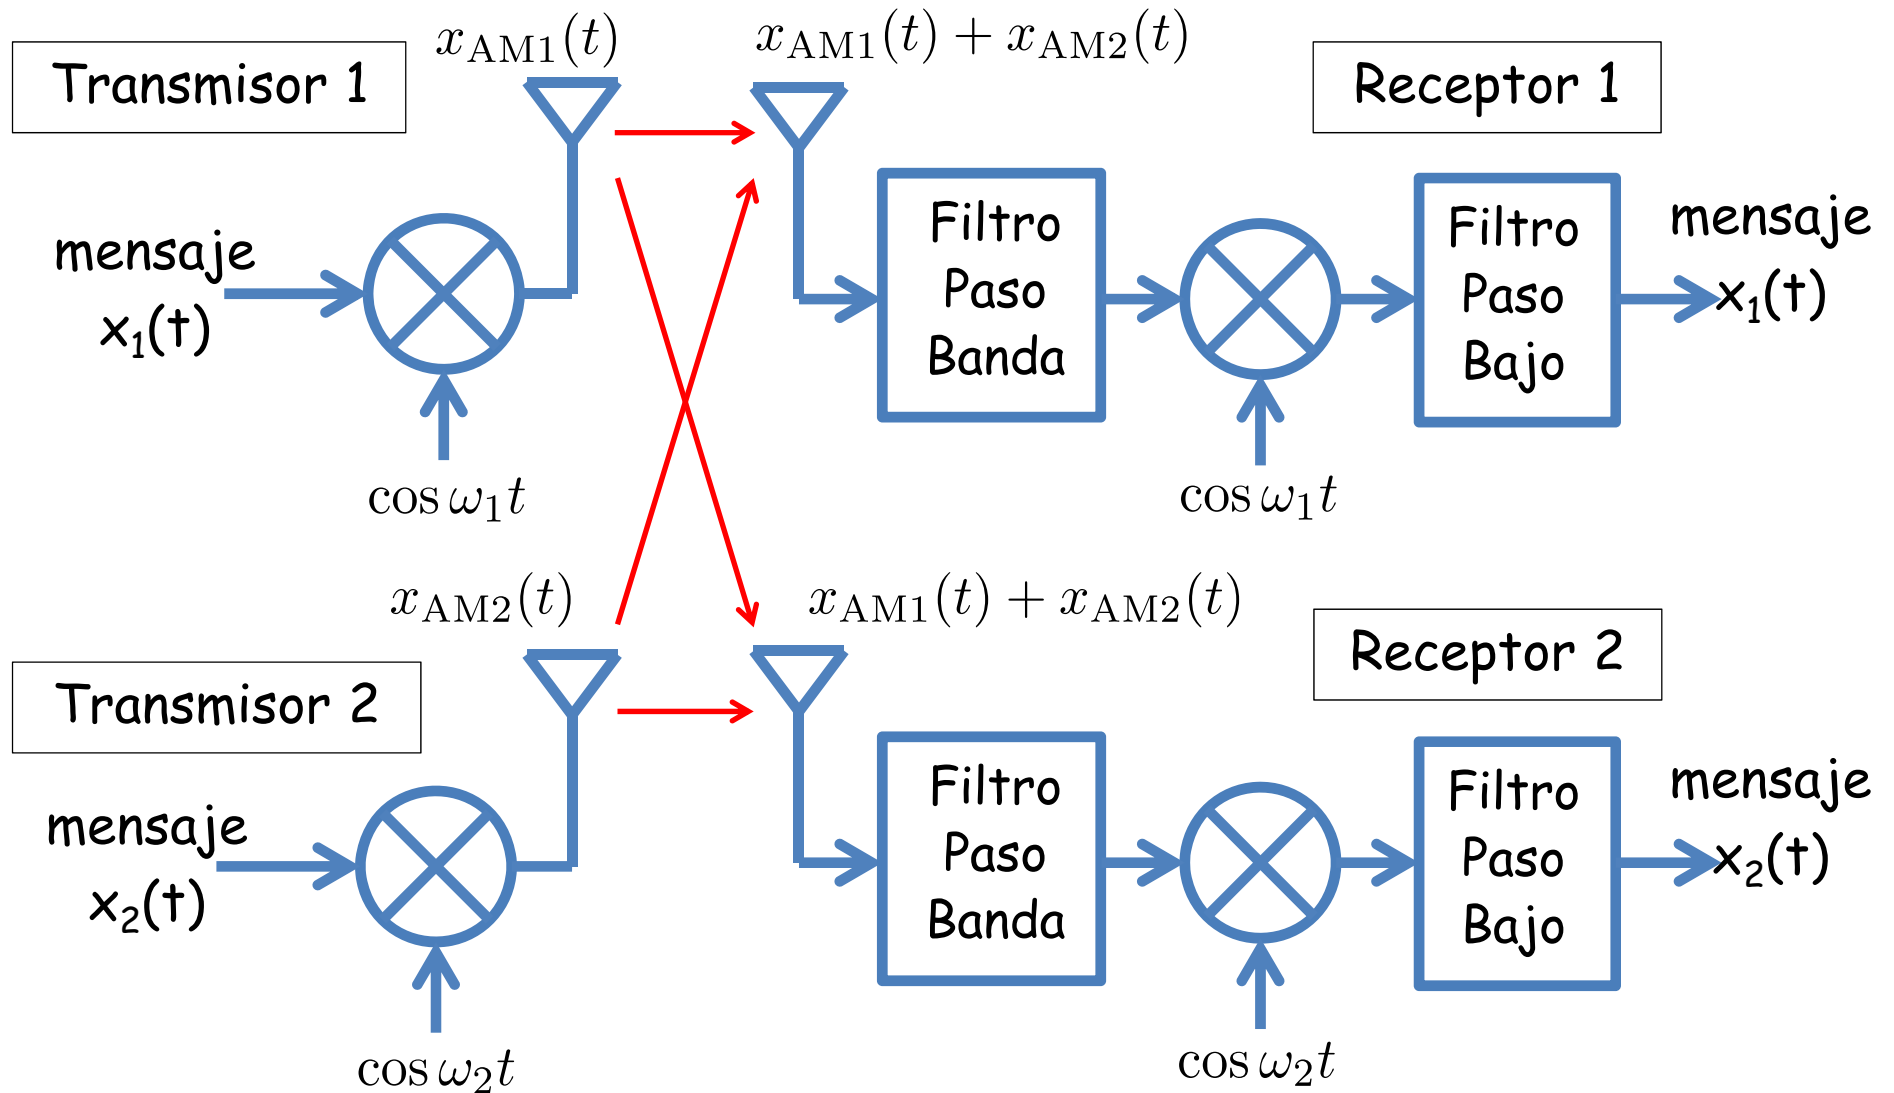 Transmisor 1
x_AM1(t)
x_AM1(t) + x_AM2(t)
Receptor 1
mensaje
x₁(t)
cos ω₁t
Filtro
Paso
Banda
cos ω₁t
Filtro
Paso
Bajo
mensaje
x₁(t)
Transmisor 2
x_AM2(t)
x_AM1(t) + x_AM2(t)
Receptor 2
mensaje
x₂(t)
cos ω₂t
Filtro
Paso
Banda
cos ω₂t
Filtro
Paso
Bajo
mensaje
x₂(t)